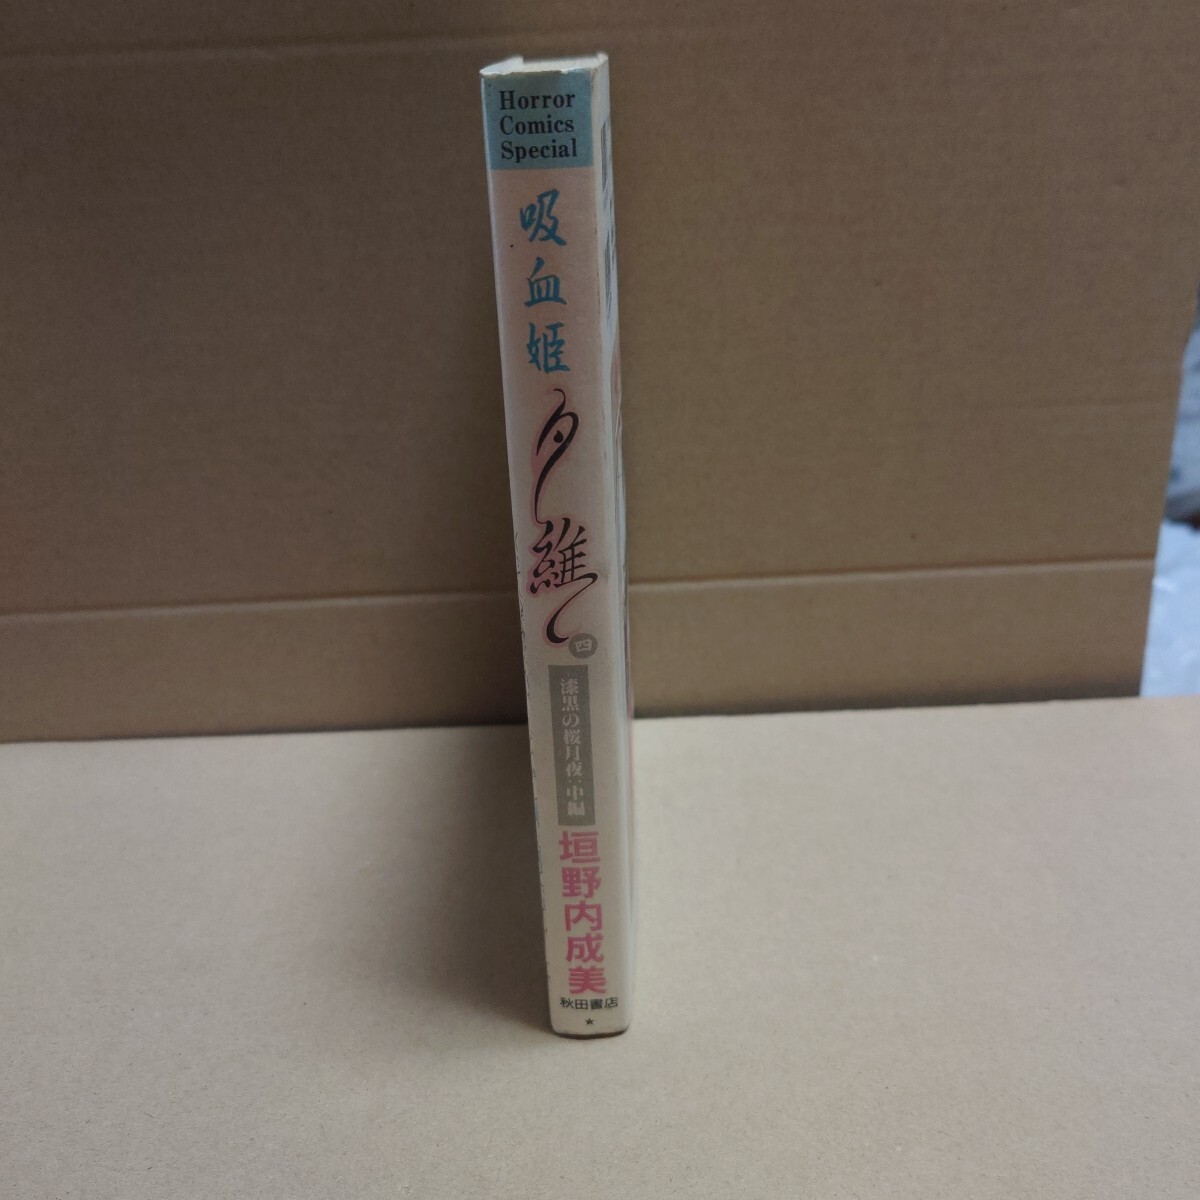 Horror
Comics
Special
吸血姫
夕維
四
漆黒の桜月夜:中編
垣野内成美
秋田書店
★